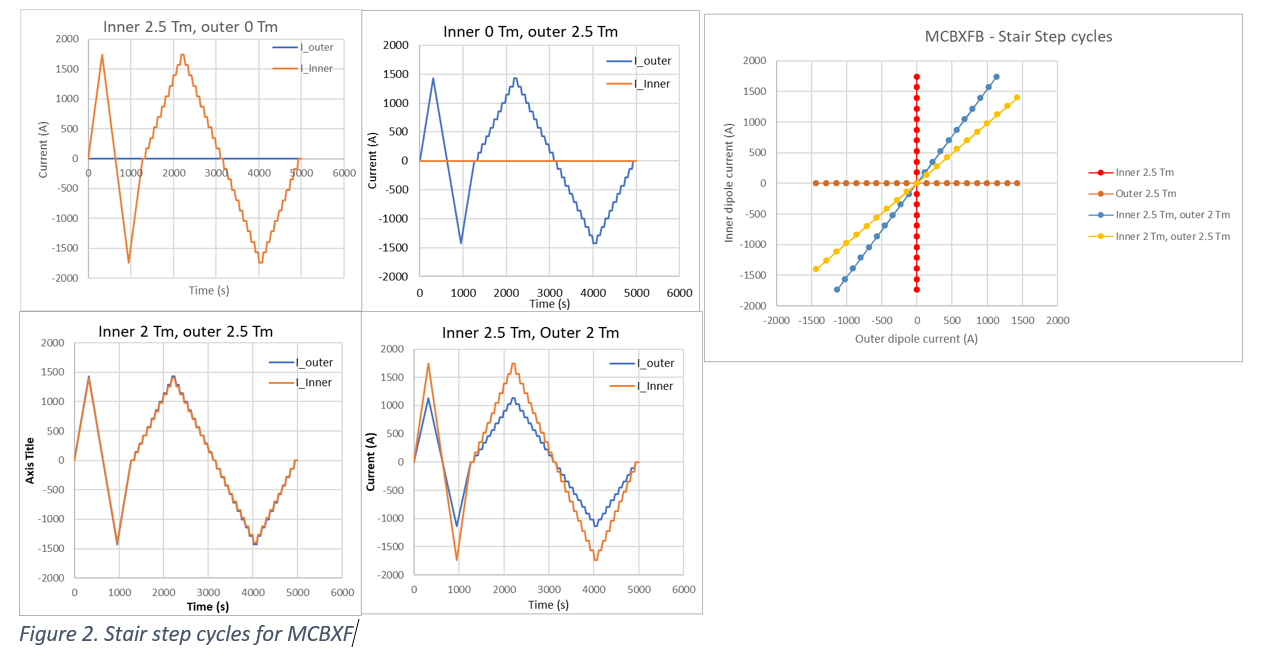 Inner 2.5 Tm, outer 0 Tm
2000
1500
1000
500
0
-500
-1000
-1500
-2000
0 1000 2000 3000 4000 5000 6000
Current (A)
Time (s)
I_outer
I_Inner
Inner 0 Tm, outer 2.5 Tm
2000
1500
1000
500
0
-500
-1000
-1500
-2000
0 1000 2000 3000 4000 5000 6000
Current (A)
Time (s)
I_outer
I_Inner
MCBXFB - Stair Step cycles
2000
1500
1000
500
0
-500
-1000
-1500
-2000
-2000 -1500 -1000 -500 0 500 1000 1500 2000
Inner dipole current (A)
Outer dipole current (A)
Inner 2.5 Tm
Outer 2.5 Tm
Inner 2.5 Tm, outer 2 Tm
Inner 2 Tm, outer 2.5 Tm
Inner 2 Tm, outer 2.5 Tm
2000
1500
1000
500
0
-500
-1000
-1500
-2000
0 1000 2000 3000 4000 5000 6000
Axis Title
Time (s)
I_outer
I_Inner
Inner 2.5 Tm, Outer 2 Tm
2000
1500
1000
500
0
-500
-1000
-1500
-2000
0 1000 2000 3000 4000 5000 6000
Current (A)
Time (s)
I_outer
I_Inner
Figure 2. Stair step cycles for MCBXF